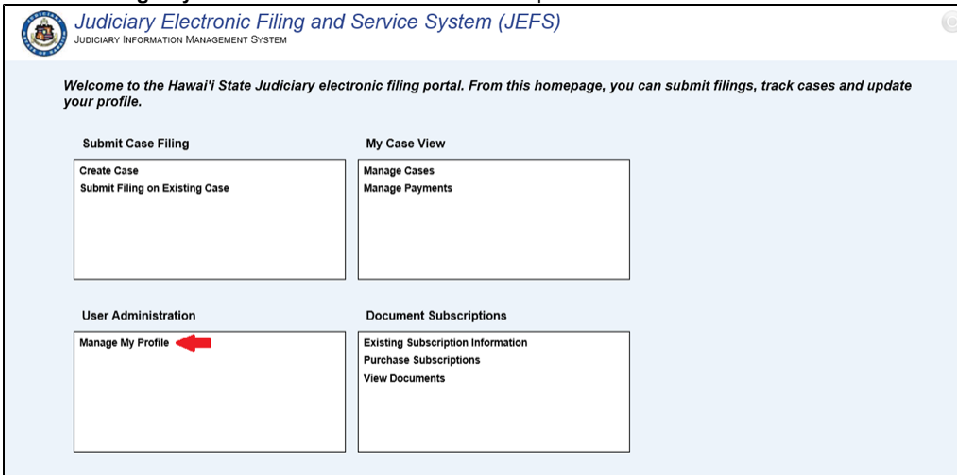 Judiciary Electronic Filing and Service System (JEFS)
JUDICIARY INFORMATION MANAGEMENT SYSTEM
Welcome to the Hawai'i State Judiciary electronic filing portal. From this homepage, you can submit filings, track cases and update
your profile.
Submit Case Filing
Create Case
Submit Filing on Existing Case
My Case View
Manage Cases
Manage Payments
User Administration
Manage My Profile
Document Subscriptions
Existing Subscription Information
Purchase Subscriptions
View Documents